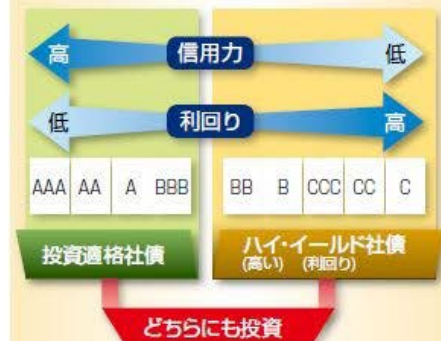 高 信用力 低
低 利回り 高
AAA AA A BBB BB B CCC CC C
投資適格社債 ハイ・イールド社債
(高い) (利回り)
どちらにも投資